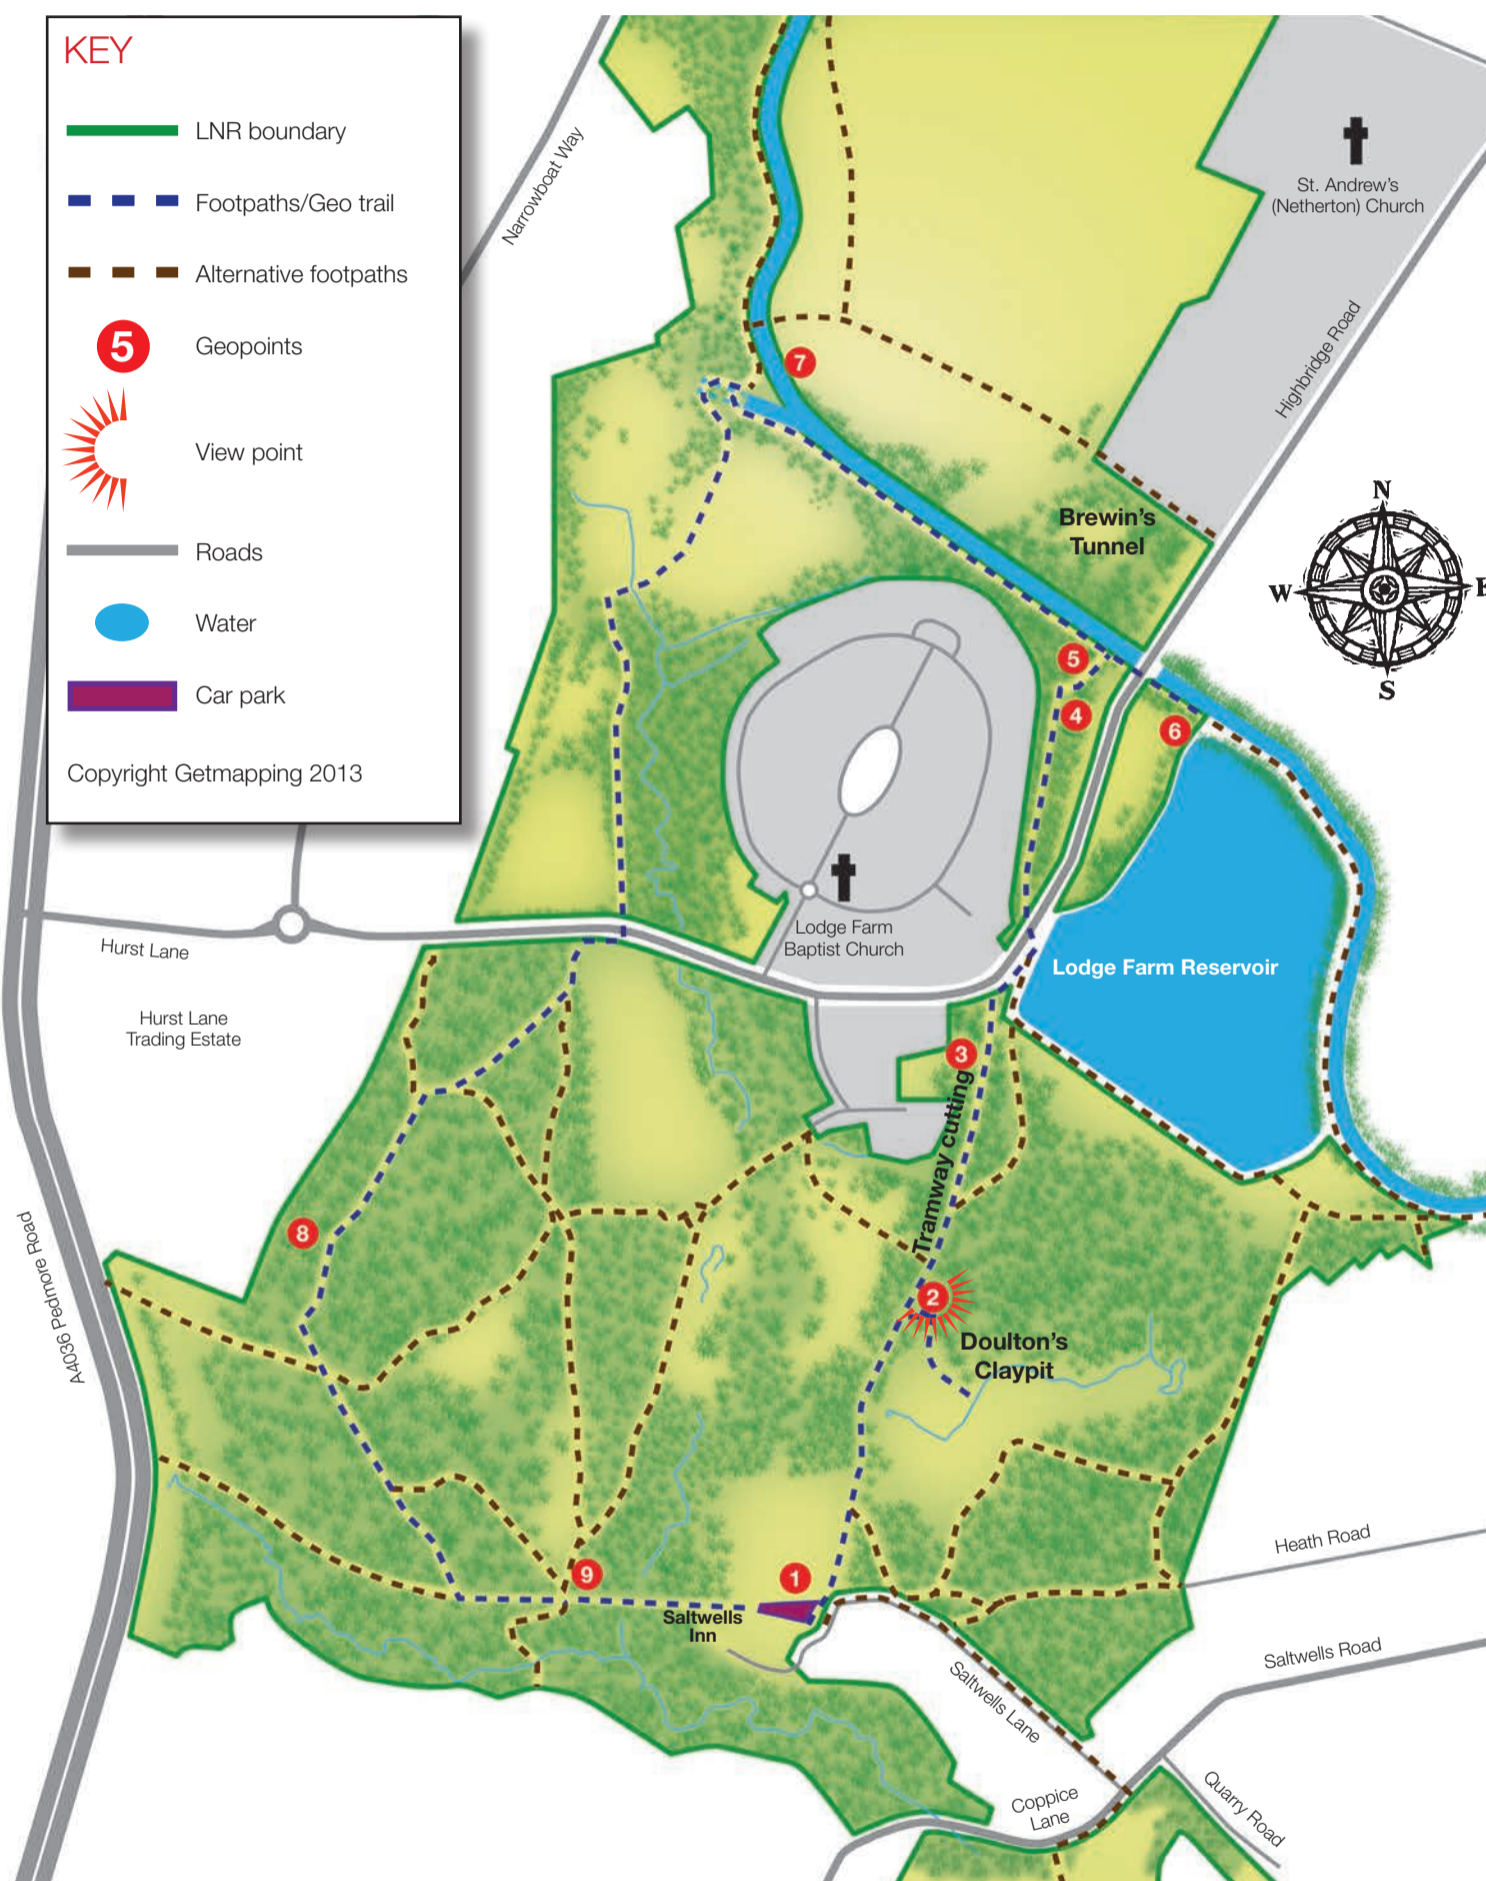 KEY
LNR boundary
Footpaths/Geo trail
Alternative footpaths
5
Geopoints
View point
Roads
Water
Car park
Copyright Getmapping 2013
Narrowboat Way
St. Andrew's
(Netherton) Church
Highbridge Road
7
N
W
E
S
Brewin's
Tunnel
5
4
6
Lodge Farm
Baptist Church
Hurst Lane
Lodge Farm Reservoir
Hurst Lane
Trading Estate
3
Tramway cutting
A4036 Pedmore Road
8
2
Doulton's
Claypit
9
1
Saltwells
Inn
Heath Road
Saltwells Road
Saltwells Lane
Coppice
Lane
Quarry Road